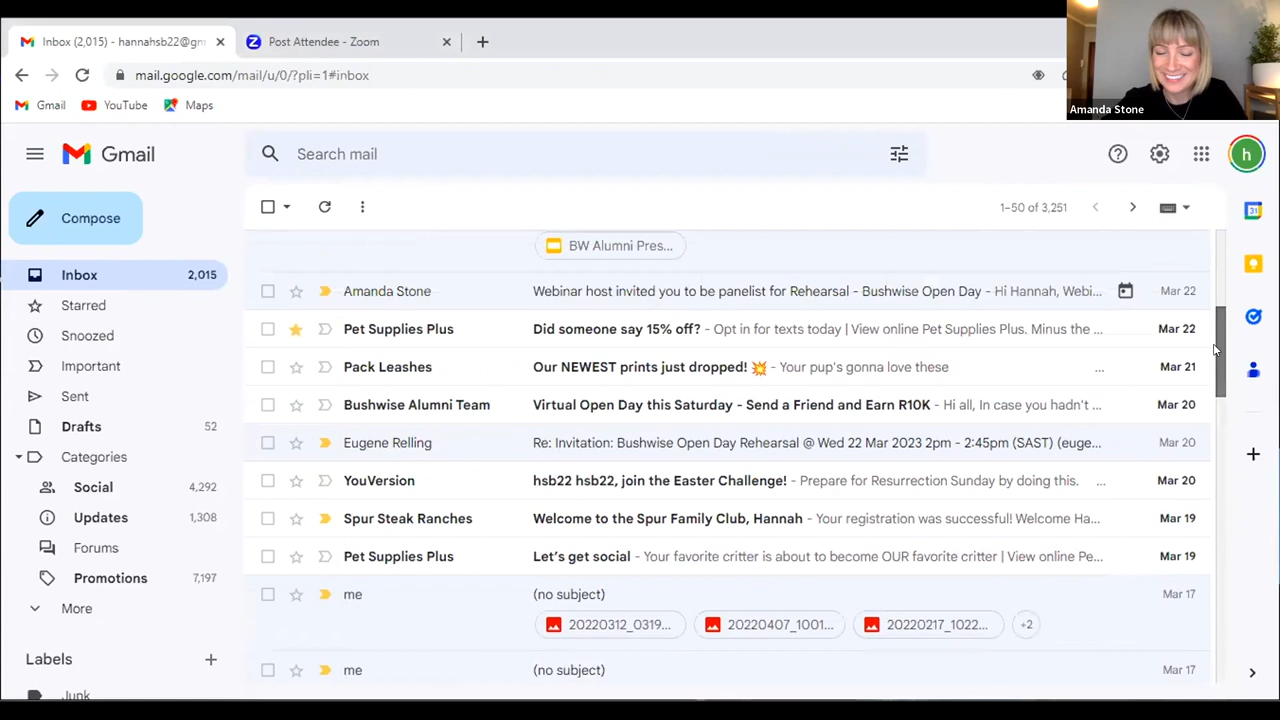 Inbox (2,015) - hannahsb22@gm
Post Attendee - Zoom
mail.google.com/mail/u/0/?pli=1#inbox
Gmail YouTube Maps
Amanda Stone
Gmail
Search mail
h
Compose
1–50 of 3,251
31
BW Alumni Pres...
Inbox 2,015
Amanda Stone Webinar host invited you to be panelist for Rehearsal - Bushwise Open Day - Hi Hannah, Webi... Mar 22
Starred
Pet Supplies Plus Did someone say 15% off? - Opt in for texts today | View online Pet Supplies Plus. Minus the ... Mar 22
Snoozed
Pack Leashes Our NEWEST prints just dropped! 💥 - Your pup's gonna love these ... Mar 21
Important
Sent
Bushwise Alumni Team Virtual Open Day this Saturday - Send a Friend and Earn R10K - Hi all, In case you hadn't ... Mar 20
Drafts 52
Eugene Relling Re: Invitation: Bushwise Open Day Rehearsal @ Wed 22 Mar 2023 2pm - 2:45pm (SAST) (euge... Mar 20
Categories
YouVersion hsb22 hsb22, join the Easter Challenge! - Prepare for Resurrection Sunday by doing this. ... Mar 20
Social 4,292
Spur Steak Ranches Welcome to the Spur Family Club, Hannah - Your registration was successful! Welcome Ha... Mar 19
Updates 1,308
Forums
Pet Supplies Plus Let's get social - Your favorite critter is about to become OUR favorite critter | View online Pe... Mar 19
Promotions 7,197
me (no subject) Mar 17
More
20220312_0319... 20220407_1001... 20220217_1022... +2
Labels
me (no subject) Mar 17
Junk